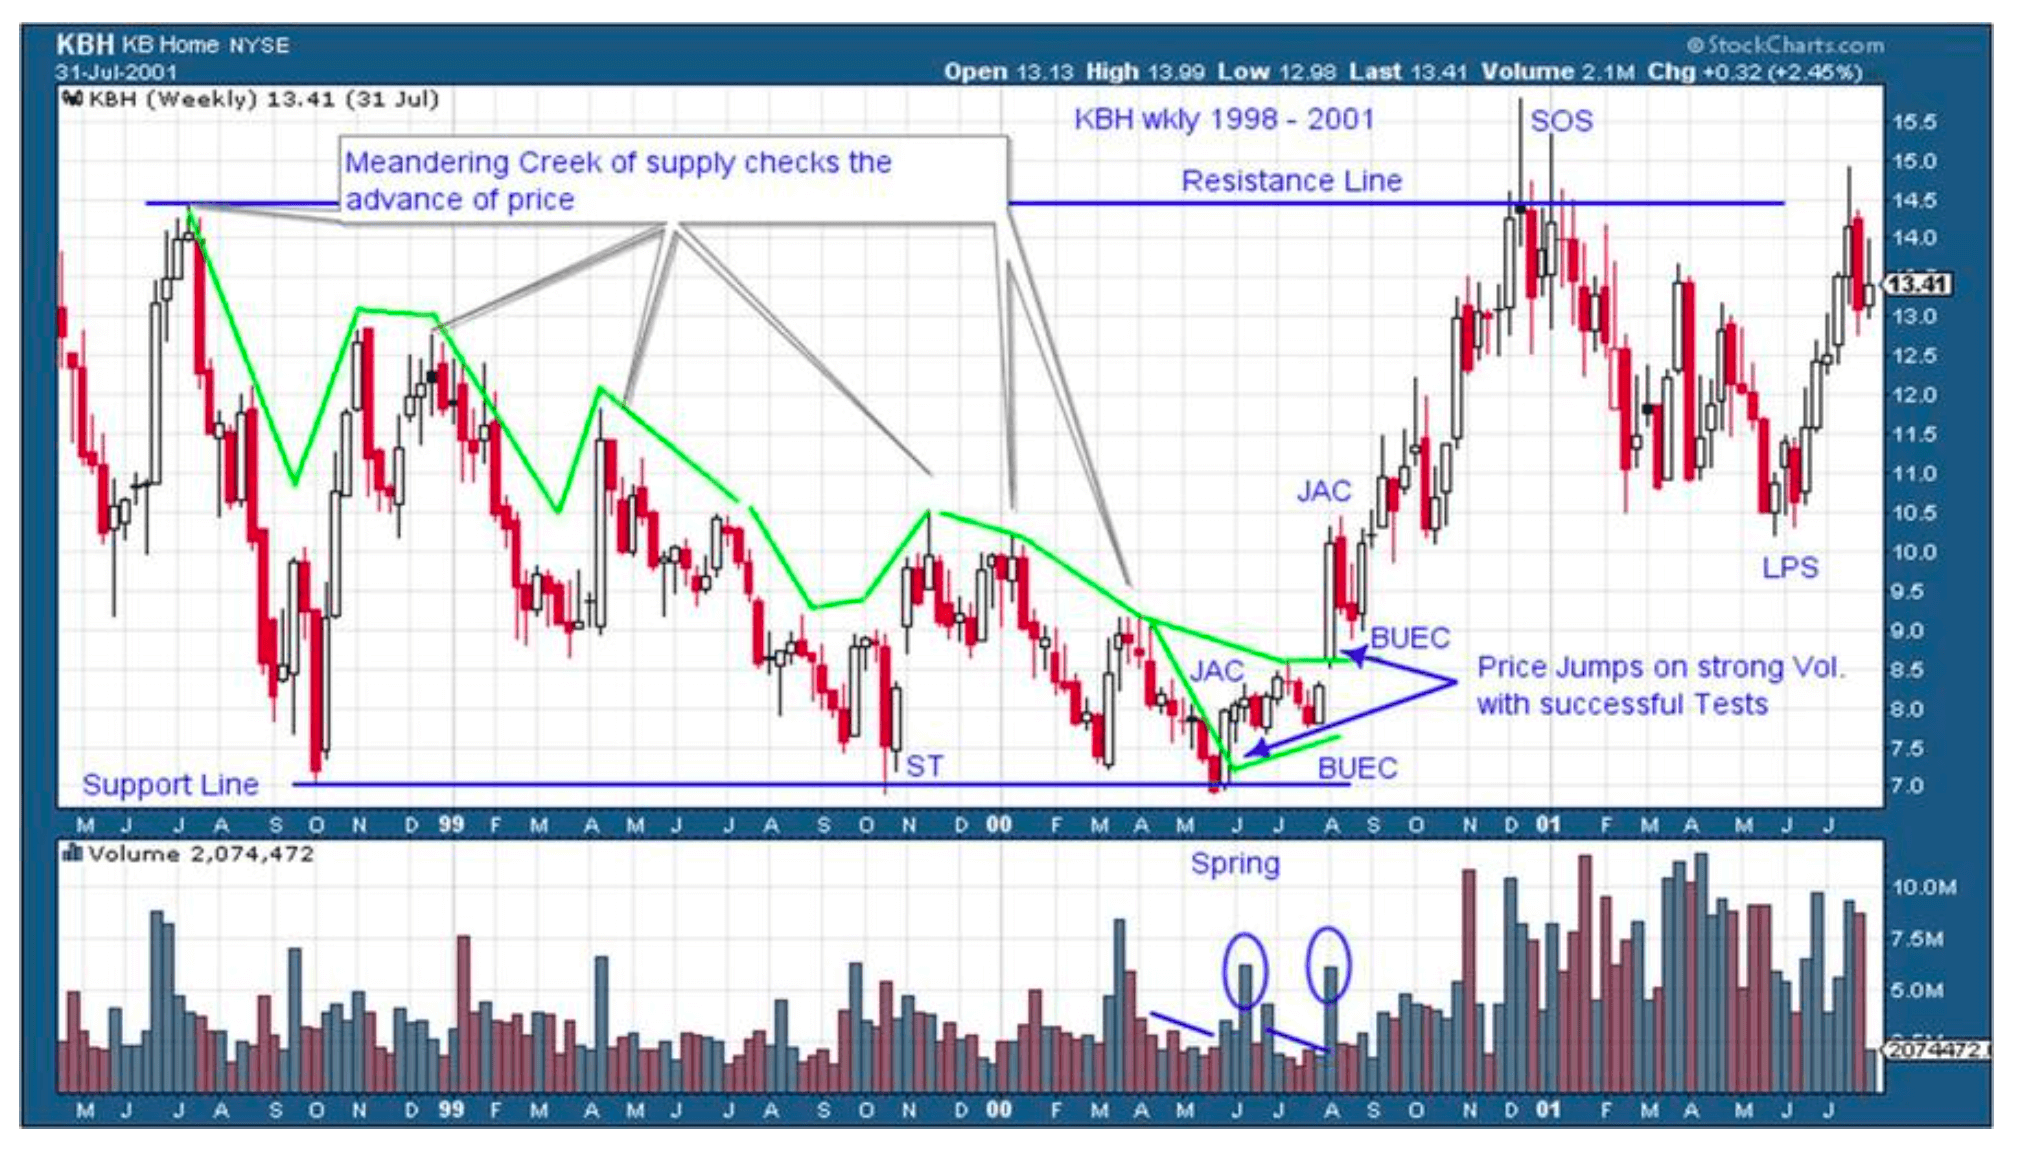 KBH KB Home NYSE
© StockCharts.com
31-Jul-2001
Open 13.13 High 13.99 Low 12.98 Last 13.41 Volume 2.1M Chg +0.32 (+2.45%)
KBH (Weekly) 13.41 (31 Jul)
KBH wkly 1998 - 2001
SOS
Meandering Creek of supply checks the
advance of price
Resistance Line
15.5
15.0
14.5
14.0
13.41
13.0
12.5
12.0
11.5
11.0
10.5
10.0
9.5
9.0
8.5
8.0
7.5
7.0
JAC
LPS
BUEC
JAC
Price Jumps on strong Vol.
with successful Tests
ST
BUEC
Support Line
M J J A S O N D 99 F M A M J J A S O N D 00 F M A M J J A S O N D 01 F M A M J J
Volume 2,074,472
Spring
10.0M
7.5M
5.0M
2074472.
M J J A S O N D 99 F M A M J J A S O N D 00 F M A M J J A S O N D 01 F M A M J J